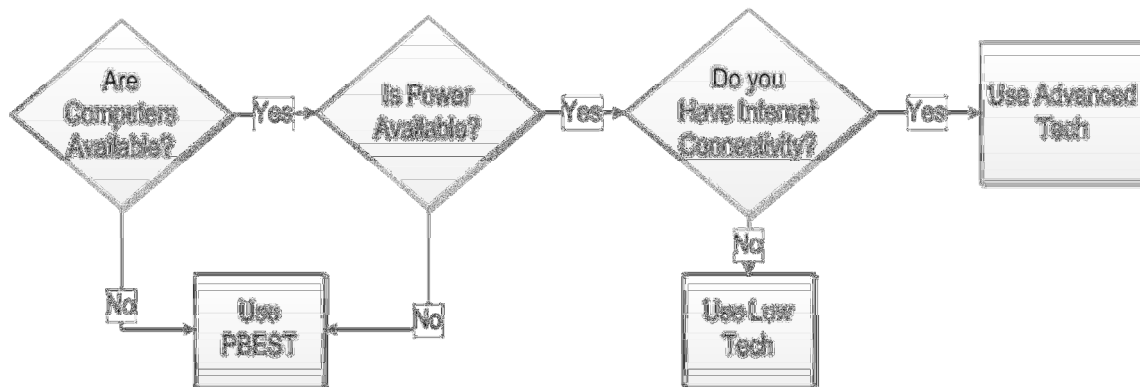 Are
Computers
Available?
Yes
Is Power
Available?
Yes
Do you
Have Internet
Concetivity?
Yes
Use Advanced
Tech
No
Use
PBEST
No
No
Use Low
Tech